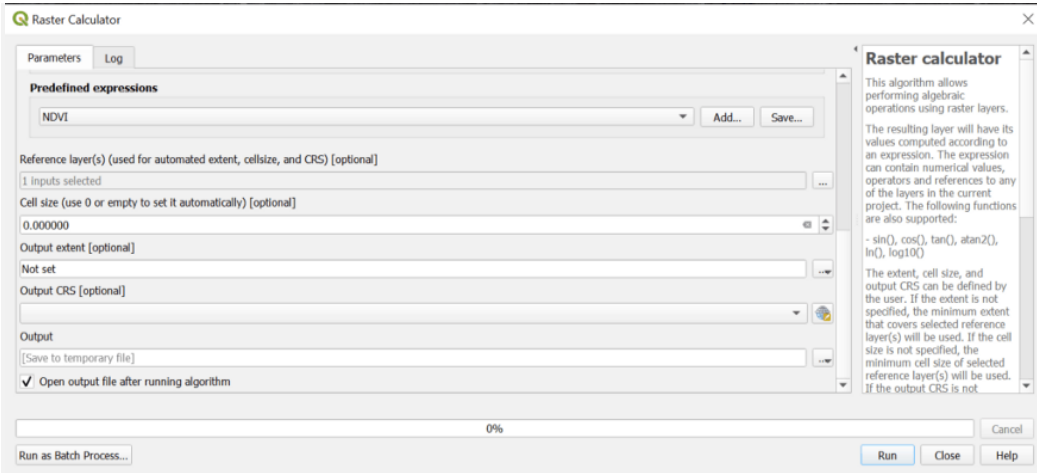 Raster Calculator
Parameters
Log
Predefined expressions
NDVI
Add...
Save...
Reference layer(s) (used for automated extent, cellsize, and CRS) [optional]
1 inputs selected
...
Cell size (use 0 or empty to set it automatically) [optional]
0.000000
Output extent [optional]
Not set
...
Output CRS [optional]
Output
[Save to temporary file]
...
Open output file after running algorithm
Raster calculator
This algorithm allows
performing algebraic
operations using raster layers.
The resulting layer will have its
values computed according to
an expression. The expression
can contain numerical values,
operators and references to any
of the layers in the current
project. The following functions
are also supported:
- sin(), cos(), tan(), atan2(),
ln(), log10()
The extent, cell size, and
output CRS can be defined by
the user. If the extent is not
specified, the minimum extent
that covers selected reference
layer(s) will be used. If the cell
size is not specified, the
minimum cell size of selected
reference layer(s) will be used.
If the output CRS is not
0%
Cancel
Run as Batch Process...
Run
Close
Help